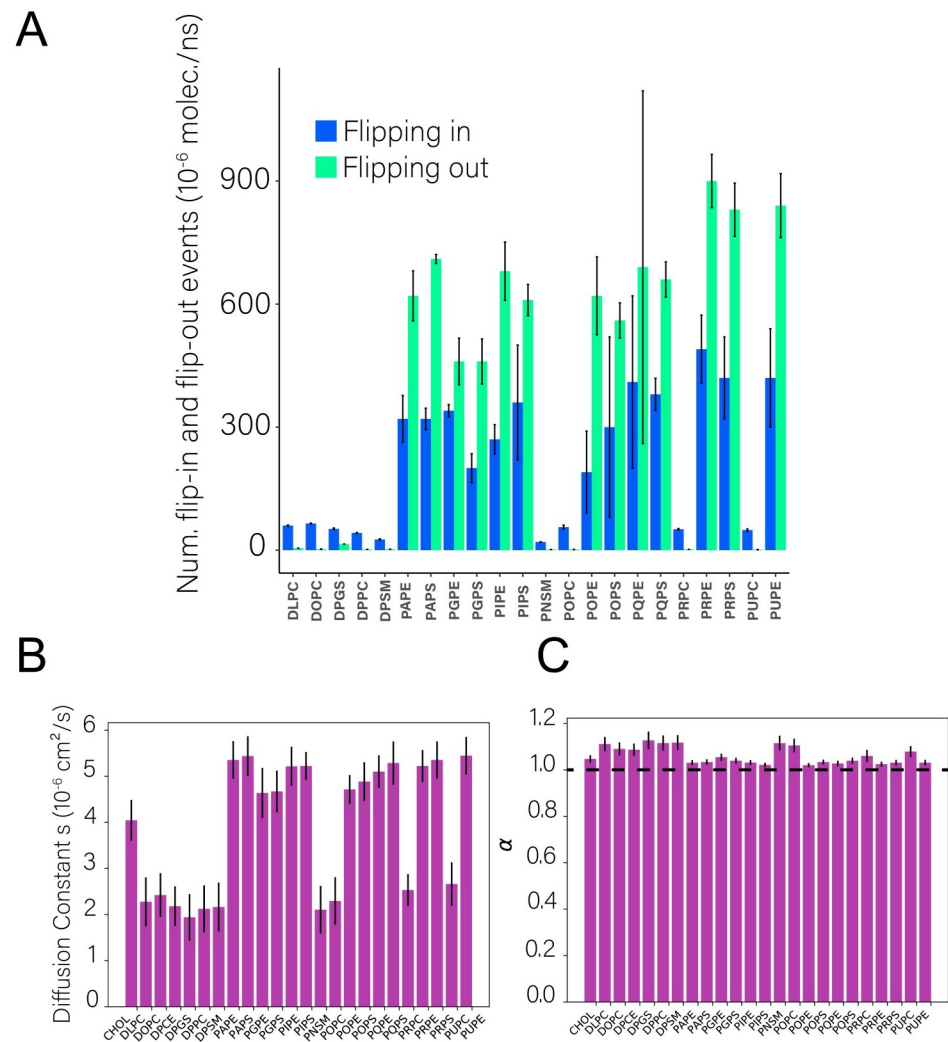 A
Num. flip-in and flip-out events (10⁻⁶ molec./ns)
Flipping in
Flipping out
900
600
300
0
DLPC DOPC DPGS DPPC DPSM PAPE PAPS PGPE PGPS PIPE PIPS PNSM POPC POPE POPS PQPE PQPS PRPC PRPE PRPS PUPC PUPE
B
Diffusion Constant s (10⁻⁶ cm²/s)
6
5
4
3
2
1
0
CHOL DLPC DOPC DPCE DPGS DPPC DPSM PAPE PAPS PGPE PGPS PIPE PIPS PNSM POPC POPE POPS PQPE PQPS PRPC PRPE PRPS PUPC PUPE
C
α
1.2
1.0
0.8
0.6
0.4
0.2
0.0
CHOL DLPC DOPC DPCE DPGS DPPC DPSM PAPE PAPS PGPE PGPS PIPE PIPS PNSM POPC POPE POPS PQPE PQPS PRPC PRPE PRPS PUPC PUPE